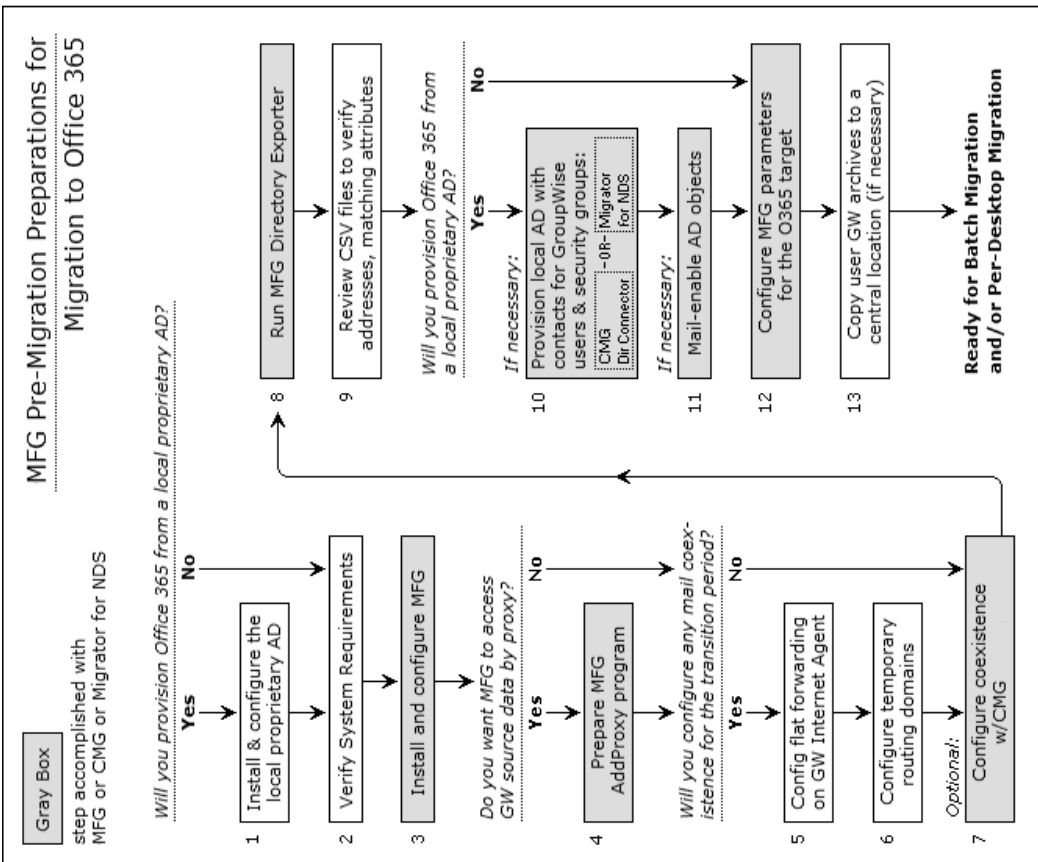 MFG Pre-Migration Preparations for
Migration to Office 365
Gray Box
step accomplished with
MFG or CMG or Migrator for NDS
Will you provision Office 365 from a local proprietary AD?
Yes
No
1
Install & configure the
local proprietary AD
2
Verify System Requirements
3
Install and configure MFG
Do you want MFG to access
GW source data by proxy?
Yes
No
4
Prepare MFG
AddProxy program
Will you configure any mail coex-
istence for the transition period?
Yes
No
5
Config flat forwarding
on GW Internet Agent
6
Configure temporary
routing domains
Optional:
7
Configure coexistence
w/CMG
8
Run MFG Directory Exporter
9
Review CSV files to verify
addresses, matching attributes
Will you provision Office 365 from
a local proprietary AD?
Yes
No
If necessary:
10
Provision local AD with
contacts for GroupWise
users & security groups:
CMG
Dir Connector
-OR-
Migrator
for NDS
If necessary:
11
Mail-enable AD objects
12
Configure MFG parameters
for the O365 target
13
Copy user GW archives to a
central location (if necessary)
Ready for Batch Migration
and/or Per-Desktop Migration